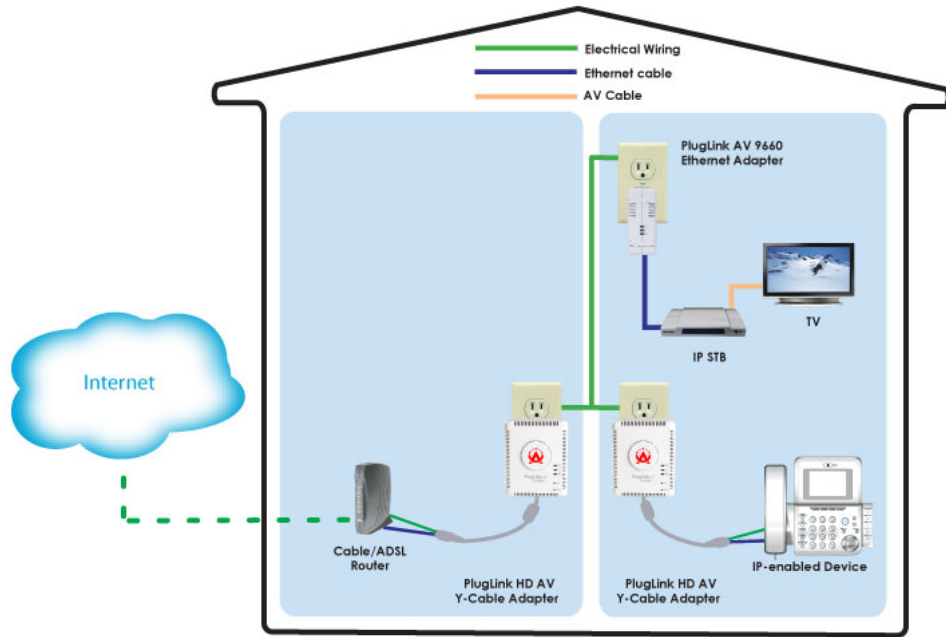 Electrical Wiring
Ethernet cable
AV Cable
PlugLink AV 9660
Ethernet Adapter
TV
IP STB
Internet
Cable/ADSL
Router
PlugLink HD AV
Y-Cable Adapter
PlugLink HD AV
Y-Cable Adapter
IP-enabled Device